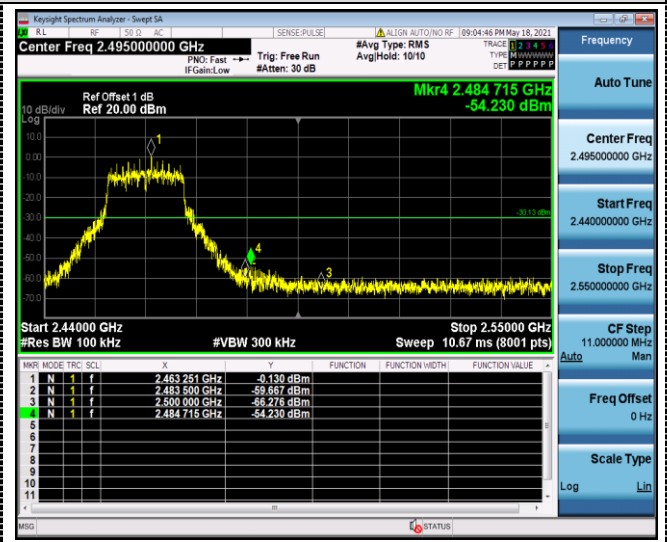 Keysight Spectrum Analyzer - Swept SA
RL RF 50 Ω AC SENSE:PULSE ALIGN AUTO/NO RF 09:04:46 PM May 18, 2021
Center Freq 2.495000000 GHz #Avg Type: RMS TRACE 1 2 3 4 5 6
PNO: Fast Trig: Free Run Avg|Hold: 10/10 TYPE M WWWWW
IFGain:Low #Atten: 30 dB DET P P P P P P
Frequency
Auto Tune
Mkr4 2.484 715 GHz
Ref Offset 1 dB
10 dB/div Ref 20.00 dBm -54.230 dBm
Log
10.0
0.00
-10.0
-20.0
-30.0
-40.0
-50.0
-60.0
-70.0
1
-30.13 dBm
4
3
Start 2.44000 GHz Stop 2.55000 GHz
#Res BW 100 kHz #VBW 300 kHz Sweep 10.67 ms (8001 pts)
Center Freq
2.495000000 GHz
Start Freq
2.440000000 GHz
Stop Freq
2.550000000 GHz
CF Step
11.000000 MHz
Auto Man
Freq Offset
0 Hz
Scale Type
Log Lin
MKR MODE TRC SCL X Y FUNCTION FUNCTION WIDTH FUNCTION VALUE
1 N 1 f 2.463 251 GHz -0.130 dBm
2 N 1 f 2.483 500 GHz -59.667 dBm
3 N 1 f 2.500 000 GHz -66.276 dBm
4 N 1 f 2.484 715 GHz -54.230 dBm
5
6
7
8
9
10
11
MSG STATUS